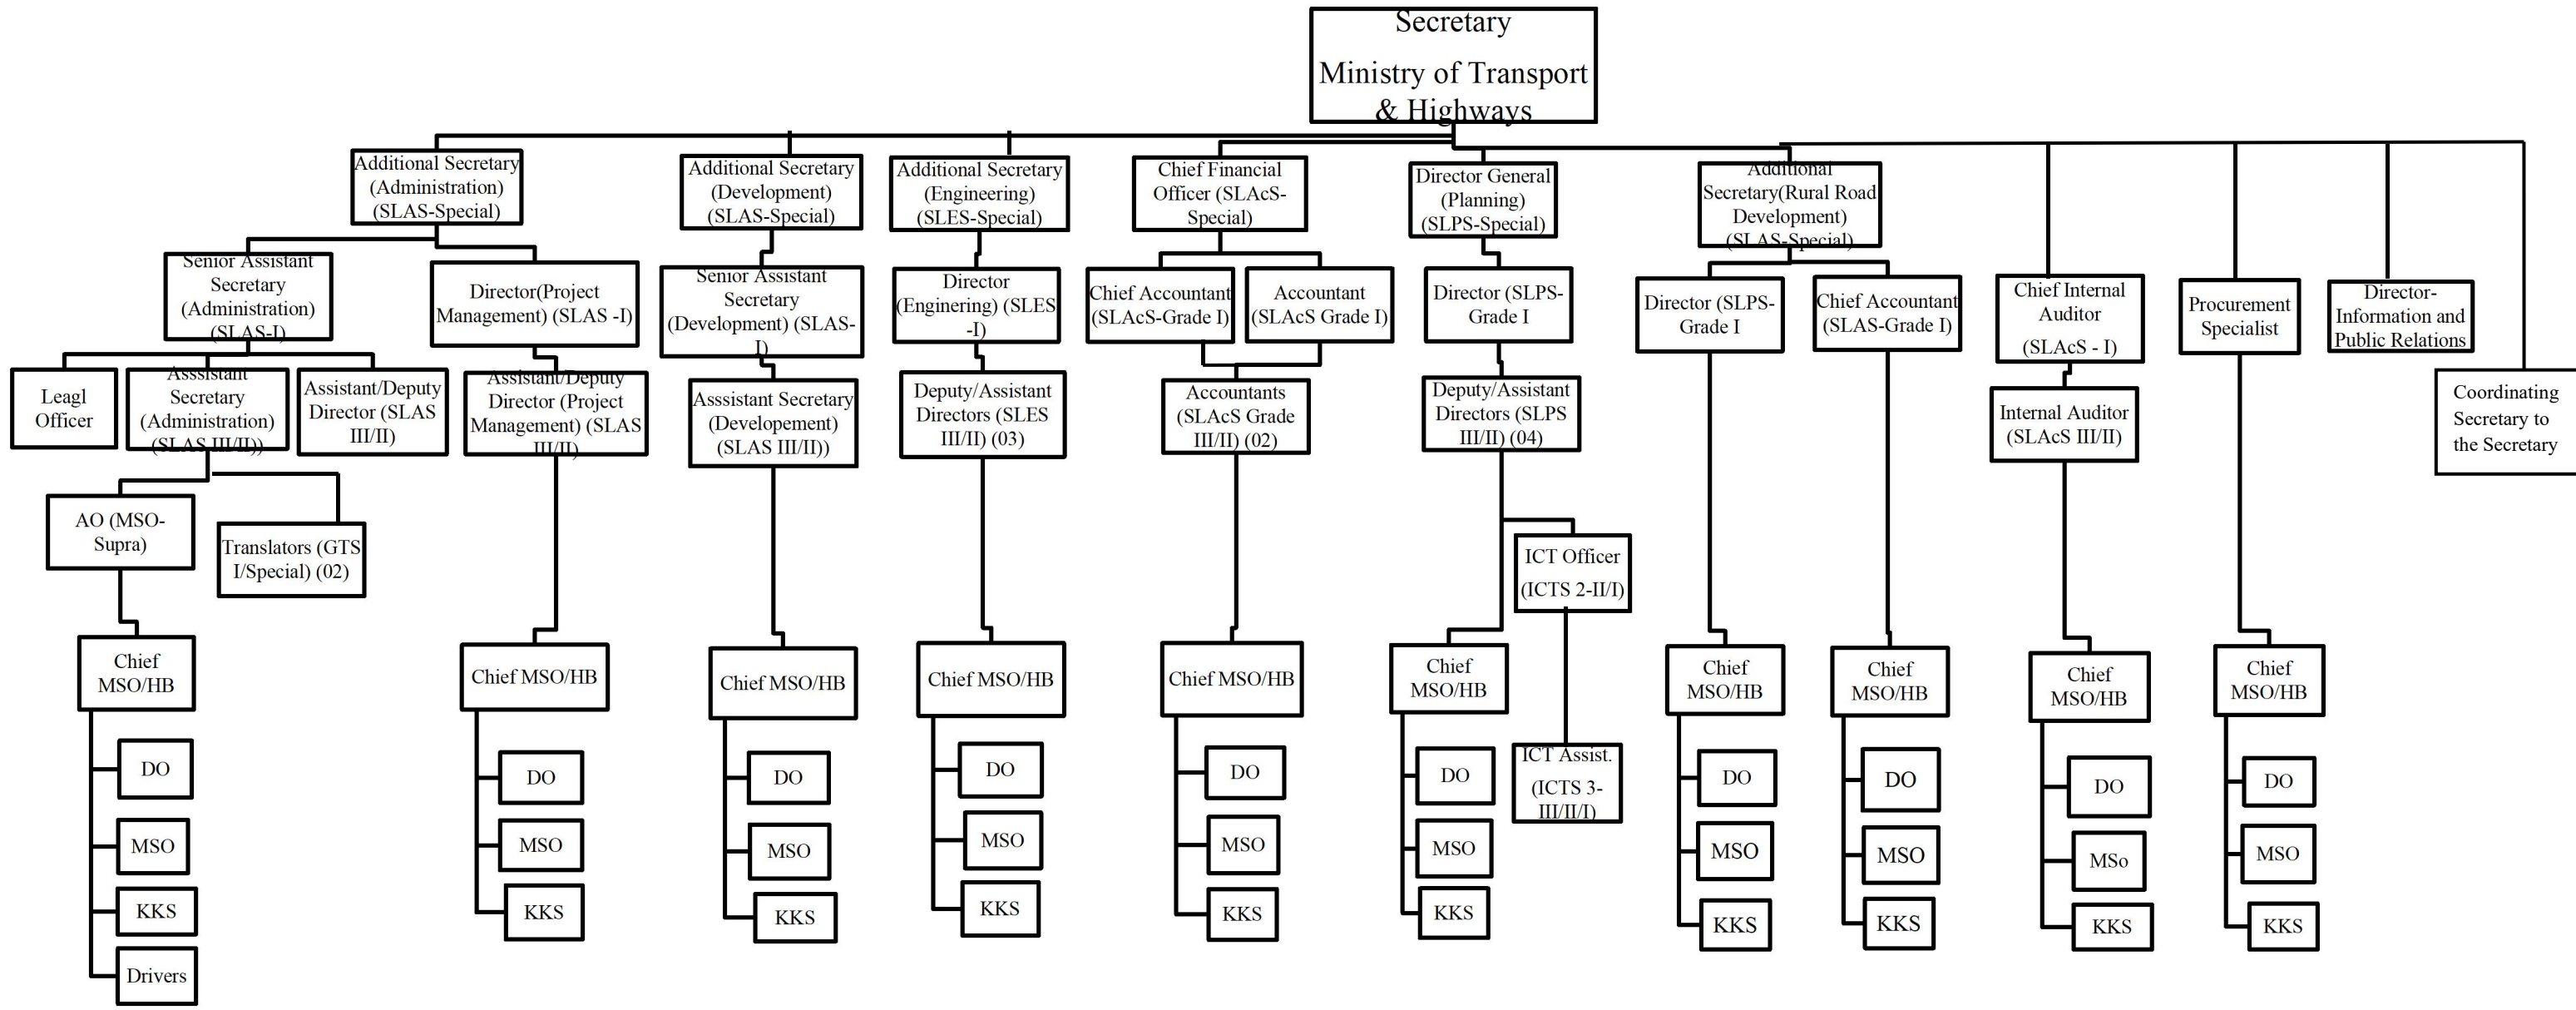 Secretary
Ministry of Transport
& Highways
Additional Secretary
(Administration)
(SLAS-Special)
Additional Secretary
(Development)
(SLAS-Special)
Additional Secretary
(Engineering)
(SLES-Special)
Chief Financial
Officer (SLAcS-
Special)
Director General
(Planning)
(SLPS-Special)
Additional
Secretary(Rural Road
Development)
(SLAS-Special)
Senior Assistant
Secretary
(Administration)
(SLAS-I)
Director(Project
Management) (SLAS -I)
Senior Assistant
Secretary
(Development) (SLAS-
I)
Director
(Enginering) (SLES
-I)
Chief Accountant
(SLAcS-Grade I)
Accountant
(SLAcS Grade I)
Director (SLPS-
Grade I
Director (SLPS-
Grade I
Chief Accountant
(SLAS-Grade I)
Chief Internal
Auditor
(SLAcS - I)
Procurement
Specialist
Director-
Information and
Public Relations
Leagl
Officer
Asssistant
Secretary
(Administration)
(SLAS III/II))
Assistant/Deputy
Director (SLAS
III/II)
Assistant/Deputy
Director (Project
Management) (SLAS
III/II)
Asssistant Secretary
(Developement)
(SLAS III/II))
Deputy/Assistant
Directors (SLES
III/II) (03)
Accountants
(SLAcS Grade
III/II) (02)
Deputy/Assistant
Directors (SLPS
III/II) (04)
Internal Auditor
(SLAcS III/II)
Coordinating
Secretary to
the Secretary
AO (MSO-
Supra)
Translators (GTS
I/Special) (02)
ICT Officer
(ICTS 2-II/I)
Chief
MSO/HB
Chief MSO/HB
Chief MSO/HB
Chief MSO/HB
Chief MSO/HB
Chief
MSO/HB
Chief
MSO/HB
Chief
MSO/HB
Chief
MSO/HB
Chief
MSO/HB
ICT Assist.
(ICTS 3-
III/II/I)
DO
DO
DO
DO
DO
DO
DO
DO
DO
DO
MSO
MSO
MSO
MSO
MSO
MSO
MSO
MSO
MSo
MSO
KKS
KKS
KKS
KKS
KKS
KKS
KKS
KKS
KKS
KKS
Drivers